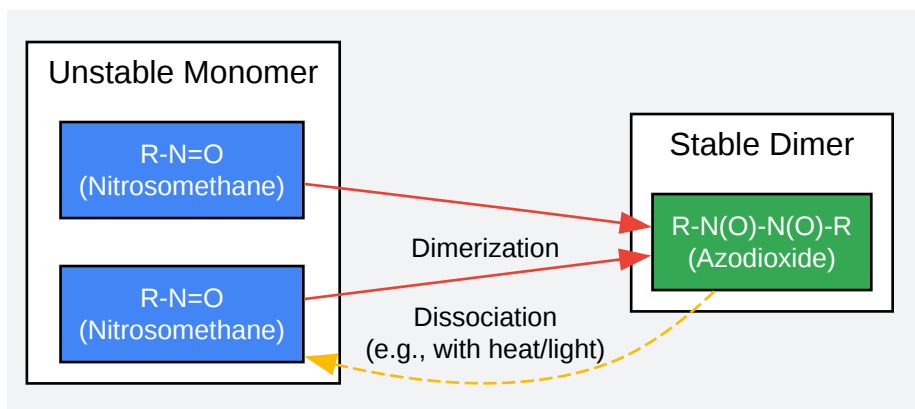 Unstable Monomer
R-N=O
(Nitrosomethane)
R-N=O
(Nitrosomethane)
Dimerization
Dissociation
(e.g., with heat/light)
Stable Dimer
R-N(O)-N(O)-R
(Azodioxide)